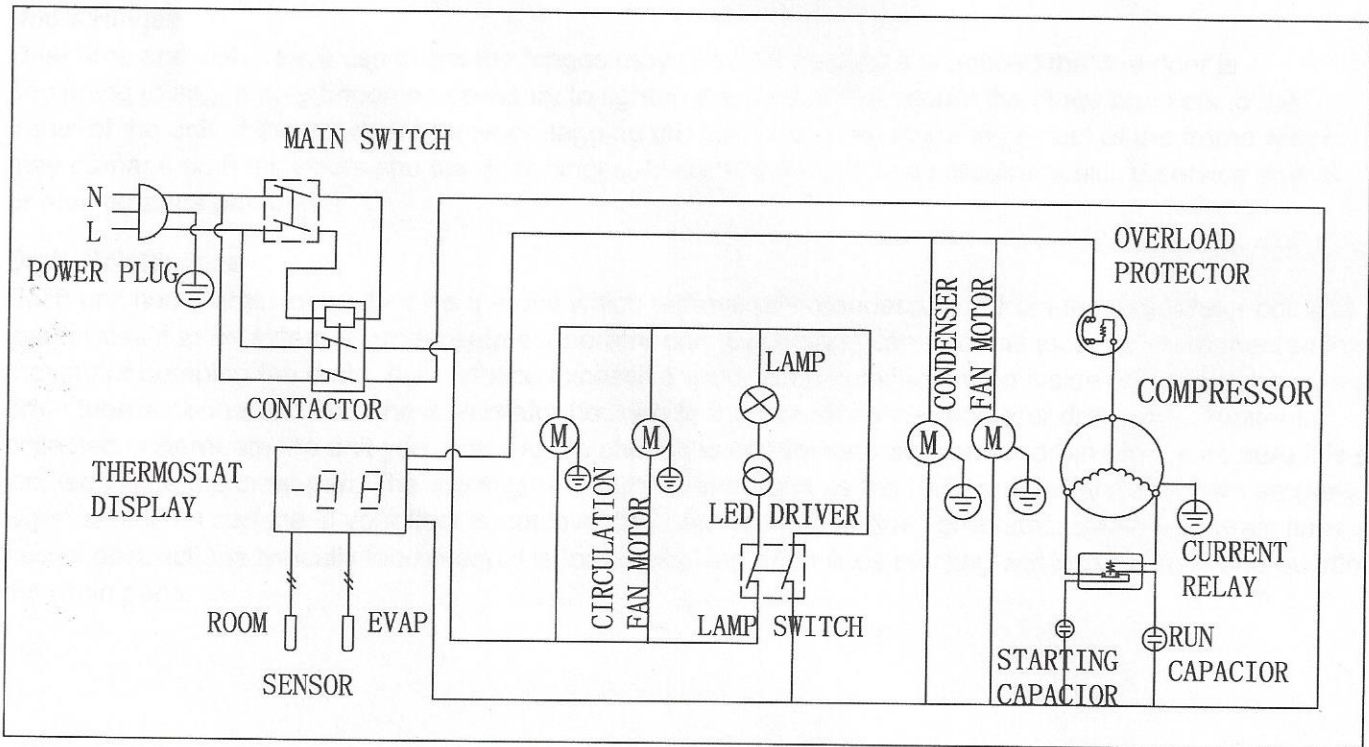 MAIN SWITCH
N
L
POWER PLUG
CONTACTOR
THERMOSTAT
DISPLAY
ROOM
EVAP
SENSOR
M
M
CIRCULATION
FAN MOTOR
LAMP
LED DRIVER
LAMP SWITCH
CONDENSER
FAN MOTOR
M
M
OVERLOAD
PROTECTOR
COMPRESSOR
CURRENT
RELAY
STARTING
CAPACIOR
RUN
CAPACIOR